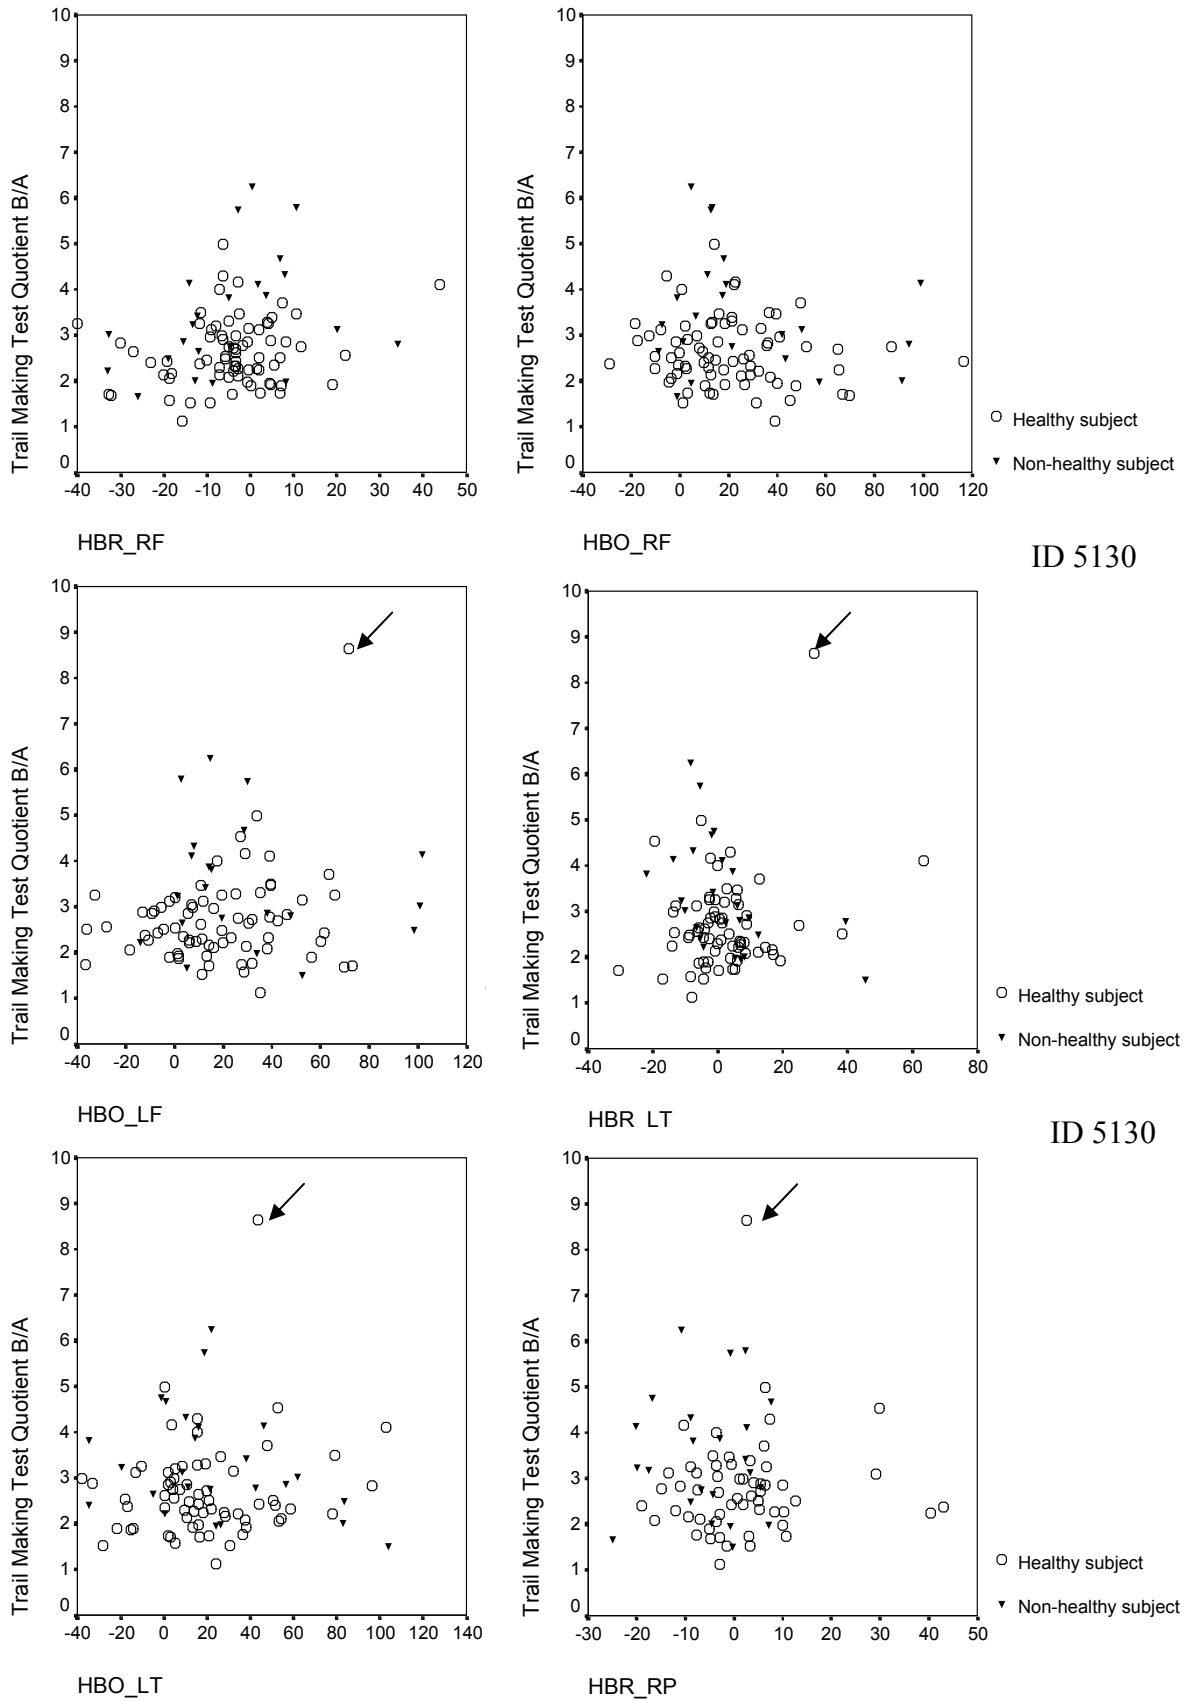 10
9
8
7
6
5
4
3
2
1
0
Trail Making Test Quotient B/A
-40 -30 -20 -10 0 10 20 30 40 50
HBR_RF
10
9
8
7
6
5
4
3
2
1
0
Trail Making Test Quotient B/A
-40 -20 0 20 40 60 80 100 120
HBO_RF
Healthy subject
Non-healthy subject
ID 5130
10
9
8
7
6
5
4
3
2
1
0
Trail Making Test Quotient B/A
-40 -20 0 20 40 60 80 100 120
HBO_LF
10
9
8
7
6
5
4
3
2
1
0
Trail Making Test Quotient B/A
-40 -20 0 20 40 60 80
HBR LT
Healthy subject
Non-healthy subject
ID 5130
10
9
8
7
6
5
4
3
2
1
0
Trail Making Test Quotient B/A
-40 -20 0 20 40 60 80 100 120 140
HBO_LT
10
9
8
7
6
5
4
3
2
1
0
Trail Making Test Quotient B/A
-30 -20 -10 0 10 20 30 40 50
HBR_RP
Healthy subject
Non-healthy subject